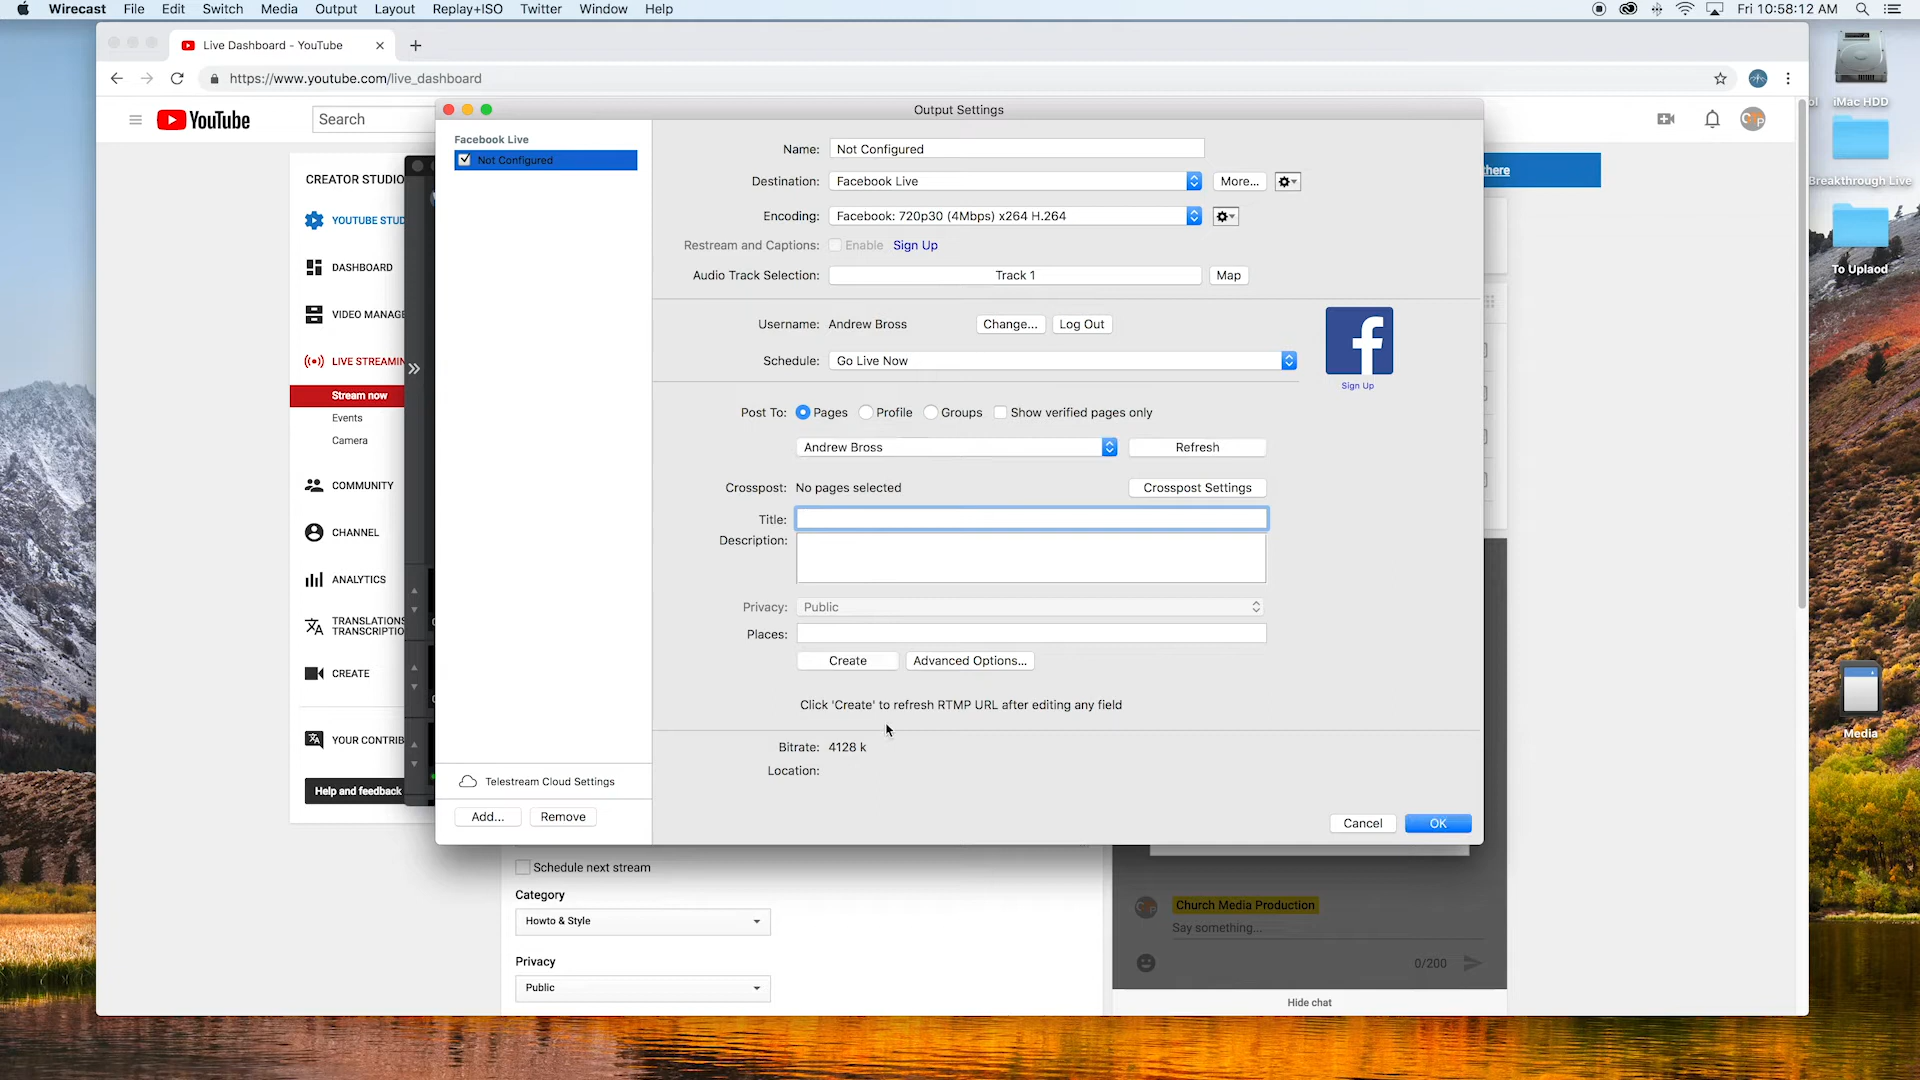 Wirecast File Edit Switch Media Output Layout Replay+ISO Twitter Window Help Fri 10:58:12 AM
Live Dashboard - YouTube
https://www.youtube.com/live_dashboard
YouTube
Search
Output Settings
Facebook Live
Not Configured
Name: Not Configured
Destination: Facebook Live More...
Encoding: Facebook: 720p30 (4Mbps) x264 H.264
Restream and Captions: Enable Sign Up
Audio Track Selection: Track 1 Map
Username: Andrew Bross Change... Log Out
Schedule: Go Live Now
Sign Up
Post To: Pages Profile Groups Show verified pages only
Andrew Bross Refresh
Crosspost: No pages selected Crosspost Settings
Title:
Description:
Privacy: Public
Places:
Create Advanced Options...
Click 'Create' to refresh RTMP URL after editing any field
Bitrate: 4128 k
Location:
Telestream Cloud Settings
Add... Remove
Cancel OK
CREATOR STUDIO
YOUTUBE STUD
DASHBOARD
VIDEO MANAGE
LIVE STREAMIN
Stream now
Events
Camera
COMMUNITY
CHANNEL
ANALYTICS
TRANSLATIONS
TRANSCRIPTIO
CREATE
YOUR CONTRIB
Help and feedback
here
Schedule next stream
Category
Howto & Style
Privacy
Public
Church Media Production
Say something...
0/200
Hide chat
iMac HDD
Breakthrough Live
To Uplaod
Media